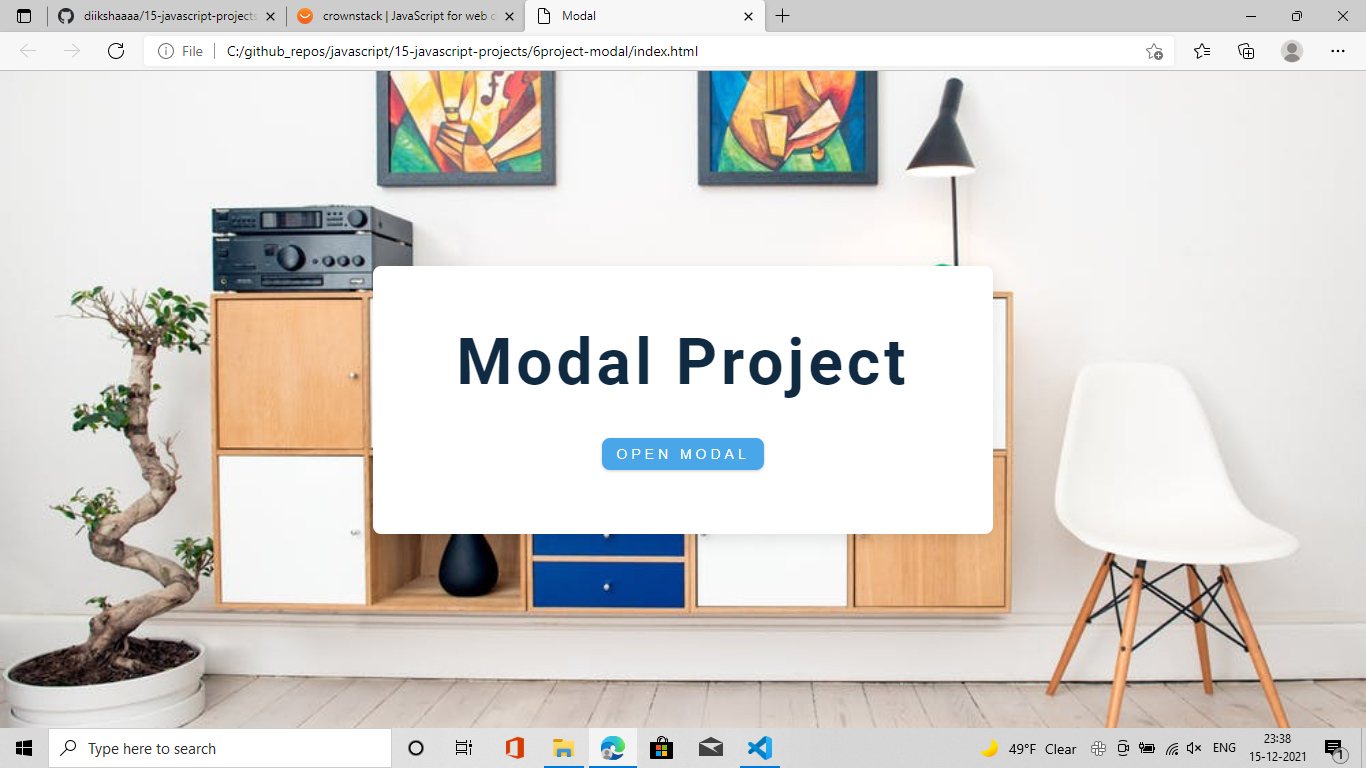 diikshaaaa/15-javascript-projects
crownstack | JavaScript for web d
Modal
File
C:/github_repos/javascript/15-javascript-projects/6project-modal/index.html
Modal Project
OPEN MODAL
Type here to search
49°F Clear
ENG
23:38
15-12-2021
1